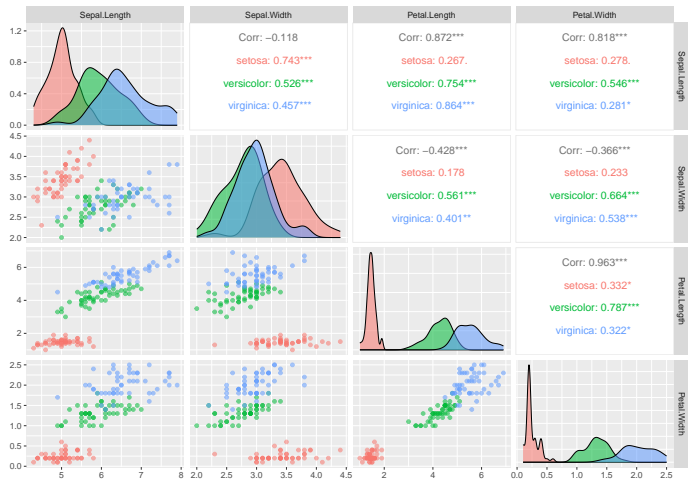 Sepal.Length Sepal.Width Petal.Length Petal.Width
1.2
0.8
0.4
0.0
Corr: −0.118
setosa: 0.743***
versicolor: 0.526***
virginica: 0.457***
Corr: 0.872***
setosa: 0.267.
versicolor: 0.754***
virginica: 0.864***
Corr: 0.818***
setosa: 0.278.
versicolor: 0.546***
virginica: 0.281*
Sepal.Length
4.5
4.0
3.5
3.0
2.5
2.0
Corr: −0.428***
setosa: 0.178
versicolor: 0.561***
virginica: 0.401**
Corr: −0.366***
setosa: 0.233
versicolor: 0.664***
virginica: 0.538***
Sepal.Width
6
4
2
Corr: 0.963***
setosa: 0.332*
versicolor: 0.787***
virginica: 0.322*
Petal.Length
2.5
2.0
1.5
1.0
0.5
0.0
Petal.Width
5 6 7 8 2.0 2.5 3.0 3.5 4.0 4.5 2 4 6 0.0 0.5 1.0 1.5 2.0 2.5